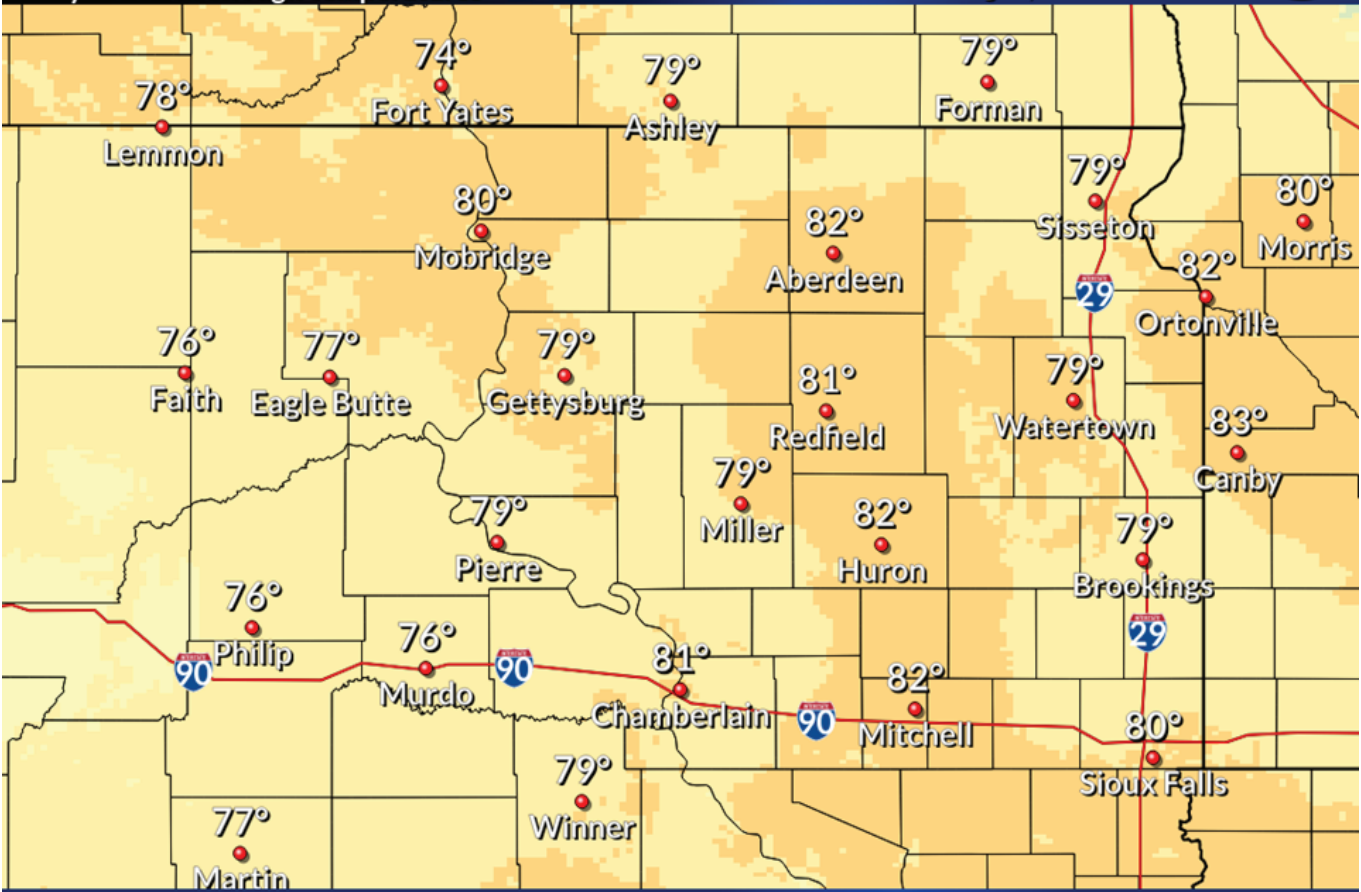 74°
Fort Yates
79°
Ashley
79°
Forman
78°
Lemmon
79°
Sisseton
80°
Morris
80°
Mobridge
82°
Aberdeen
29
82°
Ortonville
76°
Faith
77°
Eagle Butte
79°
Gettysburg
81°
Redfield
79°
Watertown
83°
Canby
79°
Miller
79°
Pierre
82°
Huron
79°
Brookings
76°
Philip
29
90
76°
Murdo
90
81°
Chamberlain
90
82°
Mitchell
80°
Sioux Falls
79°
Winner
77°
Martin